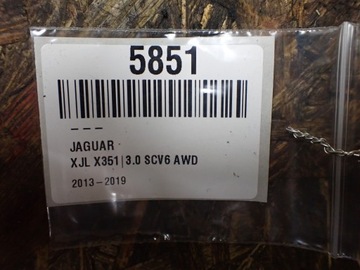 5851
---
JAGUAR
XJL X351|3.0 SCV6 AWD
2013-2019